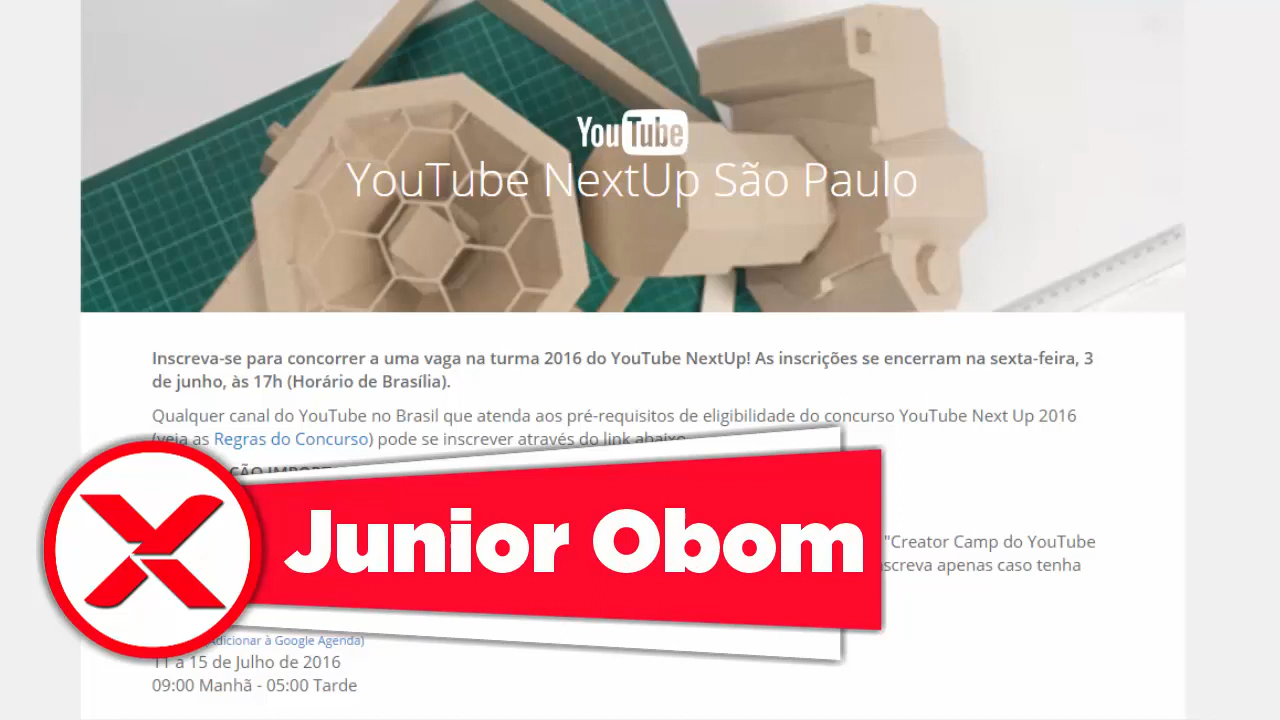 YouTube
YouTube NextUp São Paulo
Inscreva-se para concorrer a uma vaga na turma 2016 do YouTube NextUp! As inscrições se encerram na sexta-feira, 3
de junho, às 17h (Horário de Brasília).
Qualquer canal do YouTube no Brasil que atenda aos pré-requisitos de eligibilidade do concurso YouTube Next Up 2016
(veja as Regras do Concurso) pode se inscrever através do link abaixo
Junior Obom
"Creator Camp do YouTube
apenas caso tenha
Adicionar à Google Agenda)
11 a 15 de Julho de 2016
09:00 Manhã - 05:00 Tarde